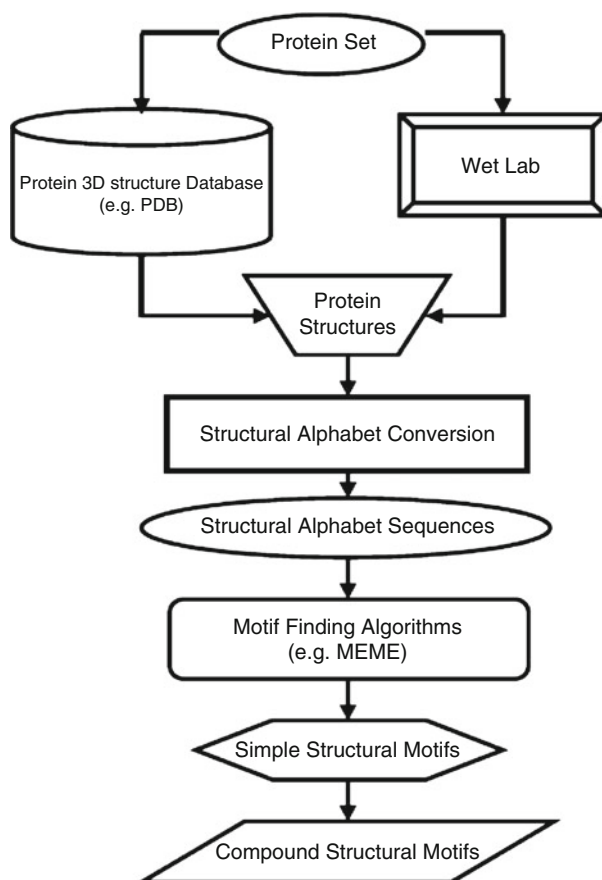 Protein Set
Protein 3D structure Database
(e.g. PDB)
Wet Lab
Protein
Structures
Structural Alphabet Conversion
Structural Alphabet Sequences
Motif Finding Algorithms
(e.g. MEME)
Simple Structural Motifs
Compound Structural Motifs